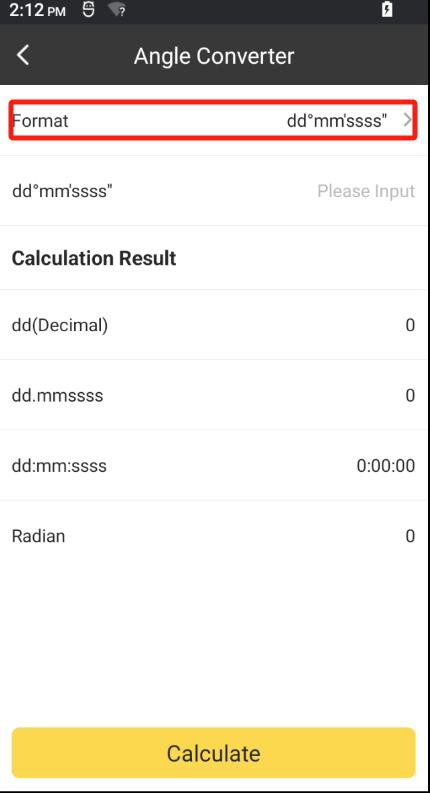 2:12 PM
Angle Converter
Format dd°mm'ssss"
dd°mm'ssss" Please Input
Calculation Result
dd(Decimal) 0
dd.mmssss 0
dd:mm:ssss 0:00:00
Radian 0
Calculate